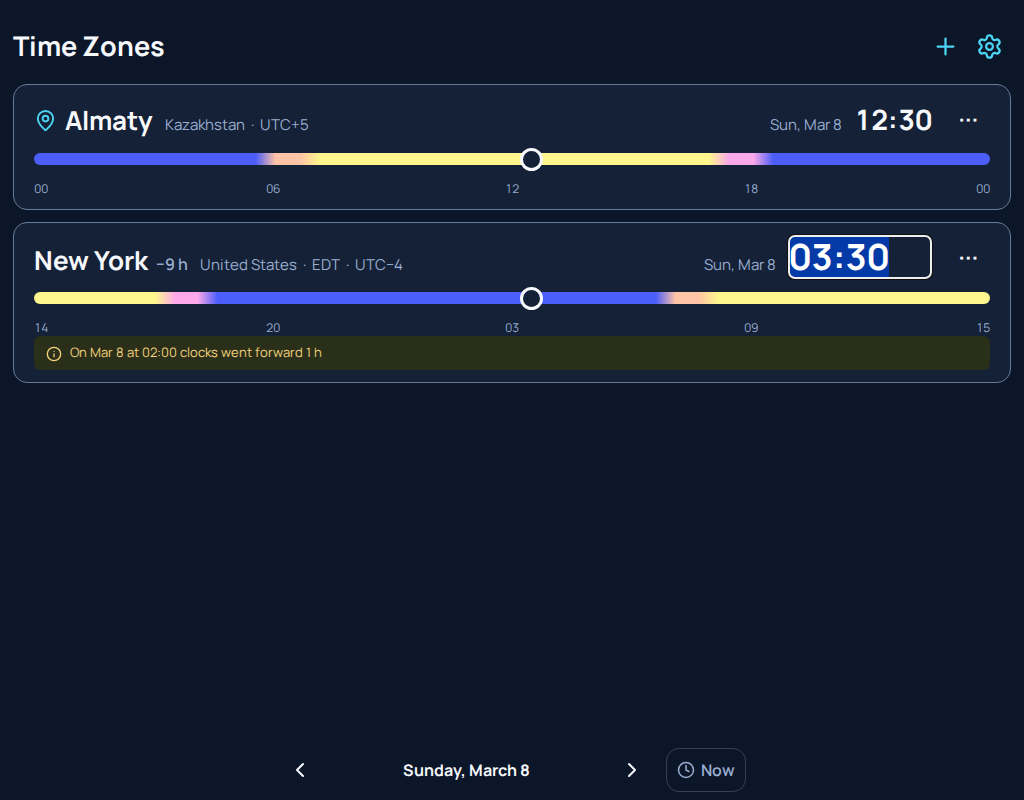 Time Zones
Almaty Kazakhstan · UTC+5 Sun, Mar 8 12:30 ···
00 06 12 18 00
New York −9 h United States · EDT · UTC−4 Sun, Mar 8 03:30 ···
14 20 03 09 15
On Mar 8 at 02:00 clocks went forward 1 h
Sunday, March 8 Now